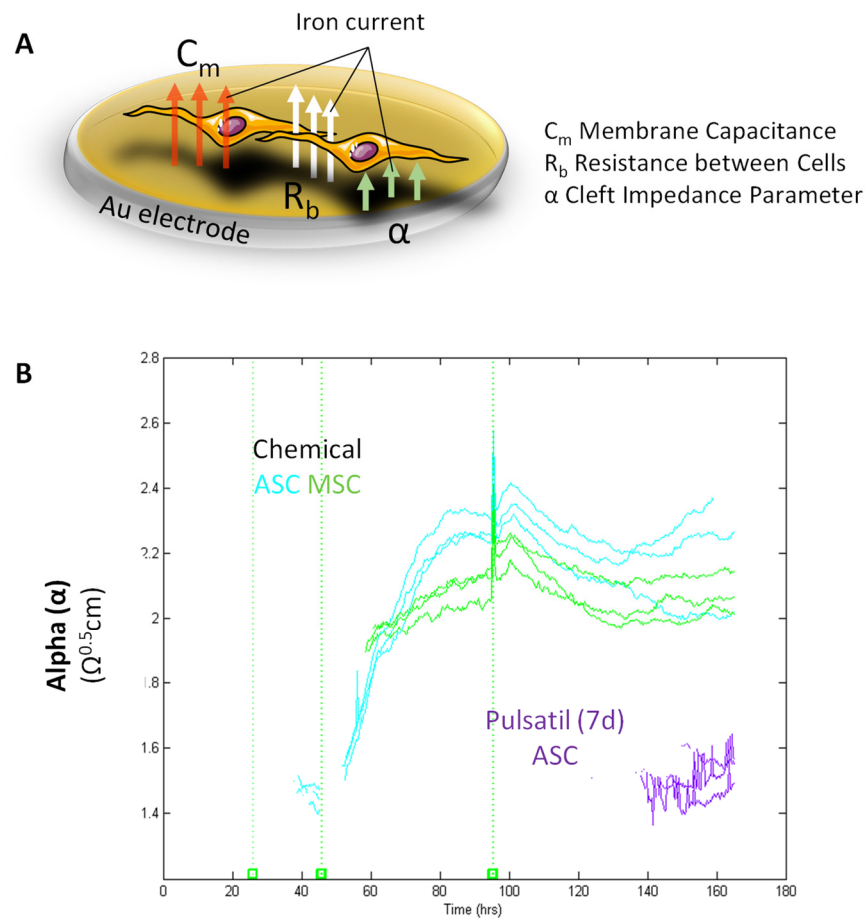 A
Iron current
Cm
Rb
α
Au electrode
Cm Membrane Capacitance
Rb Resistance between Cells
α Cleft Impedance Parameter
B
2.8
2.6
2.4
2.2
2
1.8
1.6
1.4
Alpha (α)
(Ω0.5cm)
Chemical
ASC MSC
Pulsatil (7d)
ASC
0 20 40 60 80 100 120 140 160 180
Time (hrs)